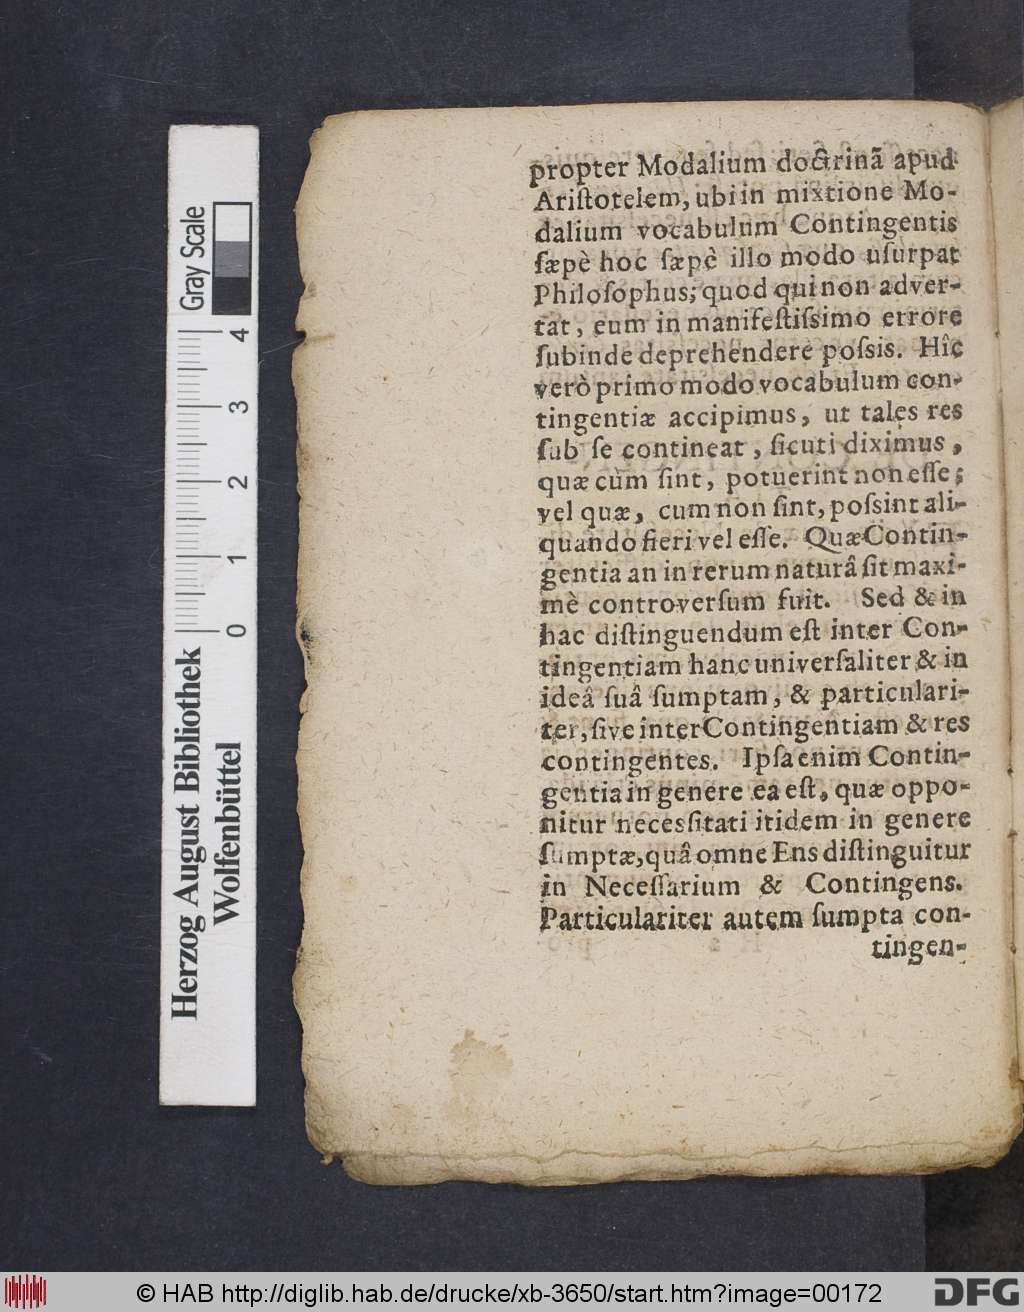 propter Modalium doctrinã apud
Ariſtotelem, ubi in mixtione Mo-
dalium vocabulum Contingentis
ſæpè hoc ſæpè illo modo uſurpat
Philoſophus; quod qui non adver-
tat, eum in manifeſtiſsimo errore
ſubinde deprehendere poſsis. Hîc
verò primo modo vocabulum con-
tingentiæ accipimus, ut tales res
ſub ſe contineat, ſicuti diximus,
quæ cùm ſint, potuerint non eſſe;
vel quæ, cum non ſint, poſsint ali-
quando fieri vel eſſe. Quæ Contin-
gentia an in rerum naturâ ſit maxi-
mè controverſum fuit. Sed & in
hac diſtinguendum eſt inter Con-
tingentiam hanc univerſaliter & in
ideâ ſuâ ſumptam, & particulari-
ter, ſive inter Contingentiam & res
contingentes. Ipſa enim Contin-
gentia in genere ea eſt, quæ oppo-
nitur neceſsitati itidem in genere
ſumptæ, quâ omne Ens diſtinguitur
in Neceſſarium & Contingens.
Particulariter autem ſumpta con-
tingen-
Gray Scale
4
3
2
1
0
Herzog August Bibliothek
Wolfenbüttel
© HAB http://diglib.hab.de/drucke/xb-3650/start.htm?image=00172
DFG